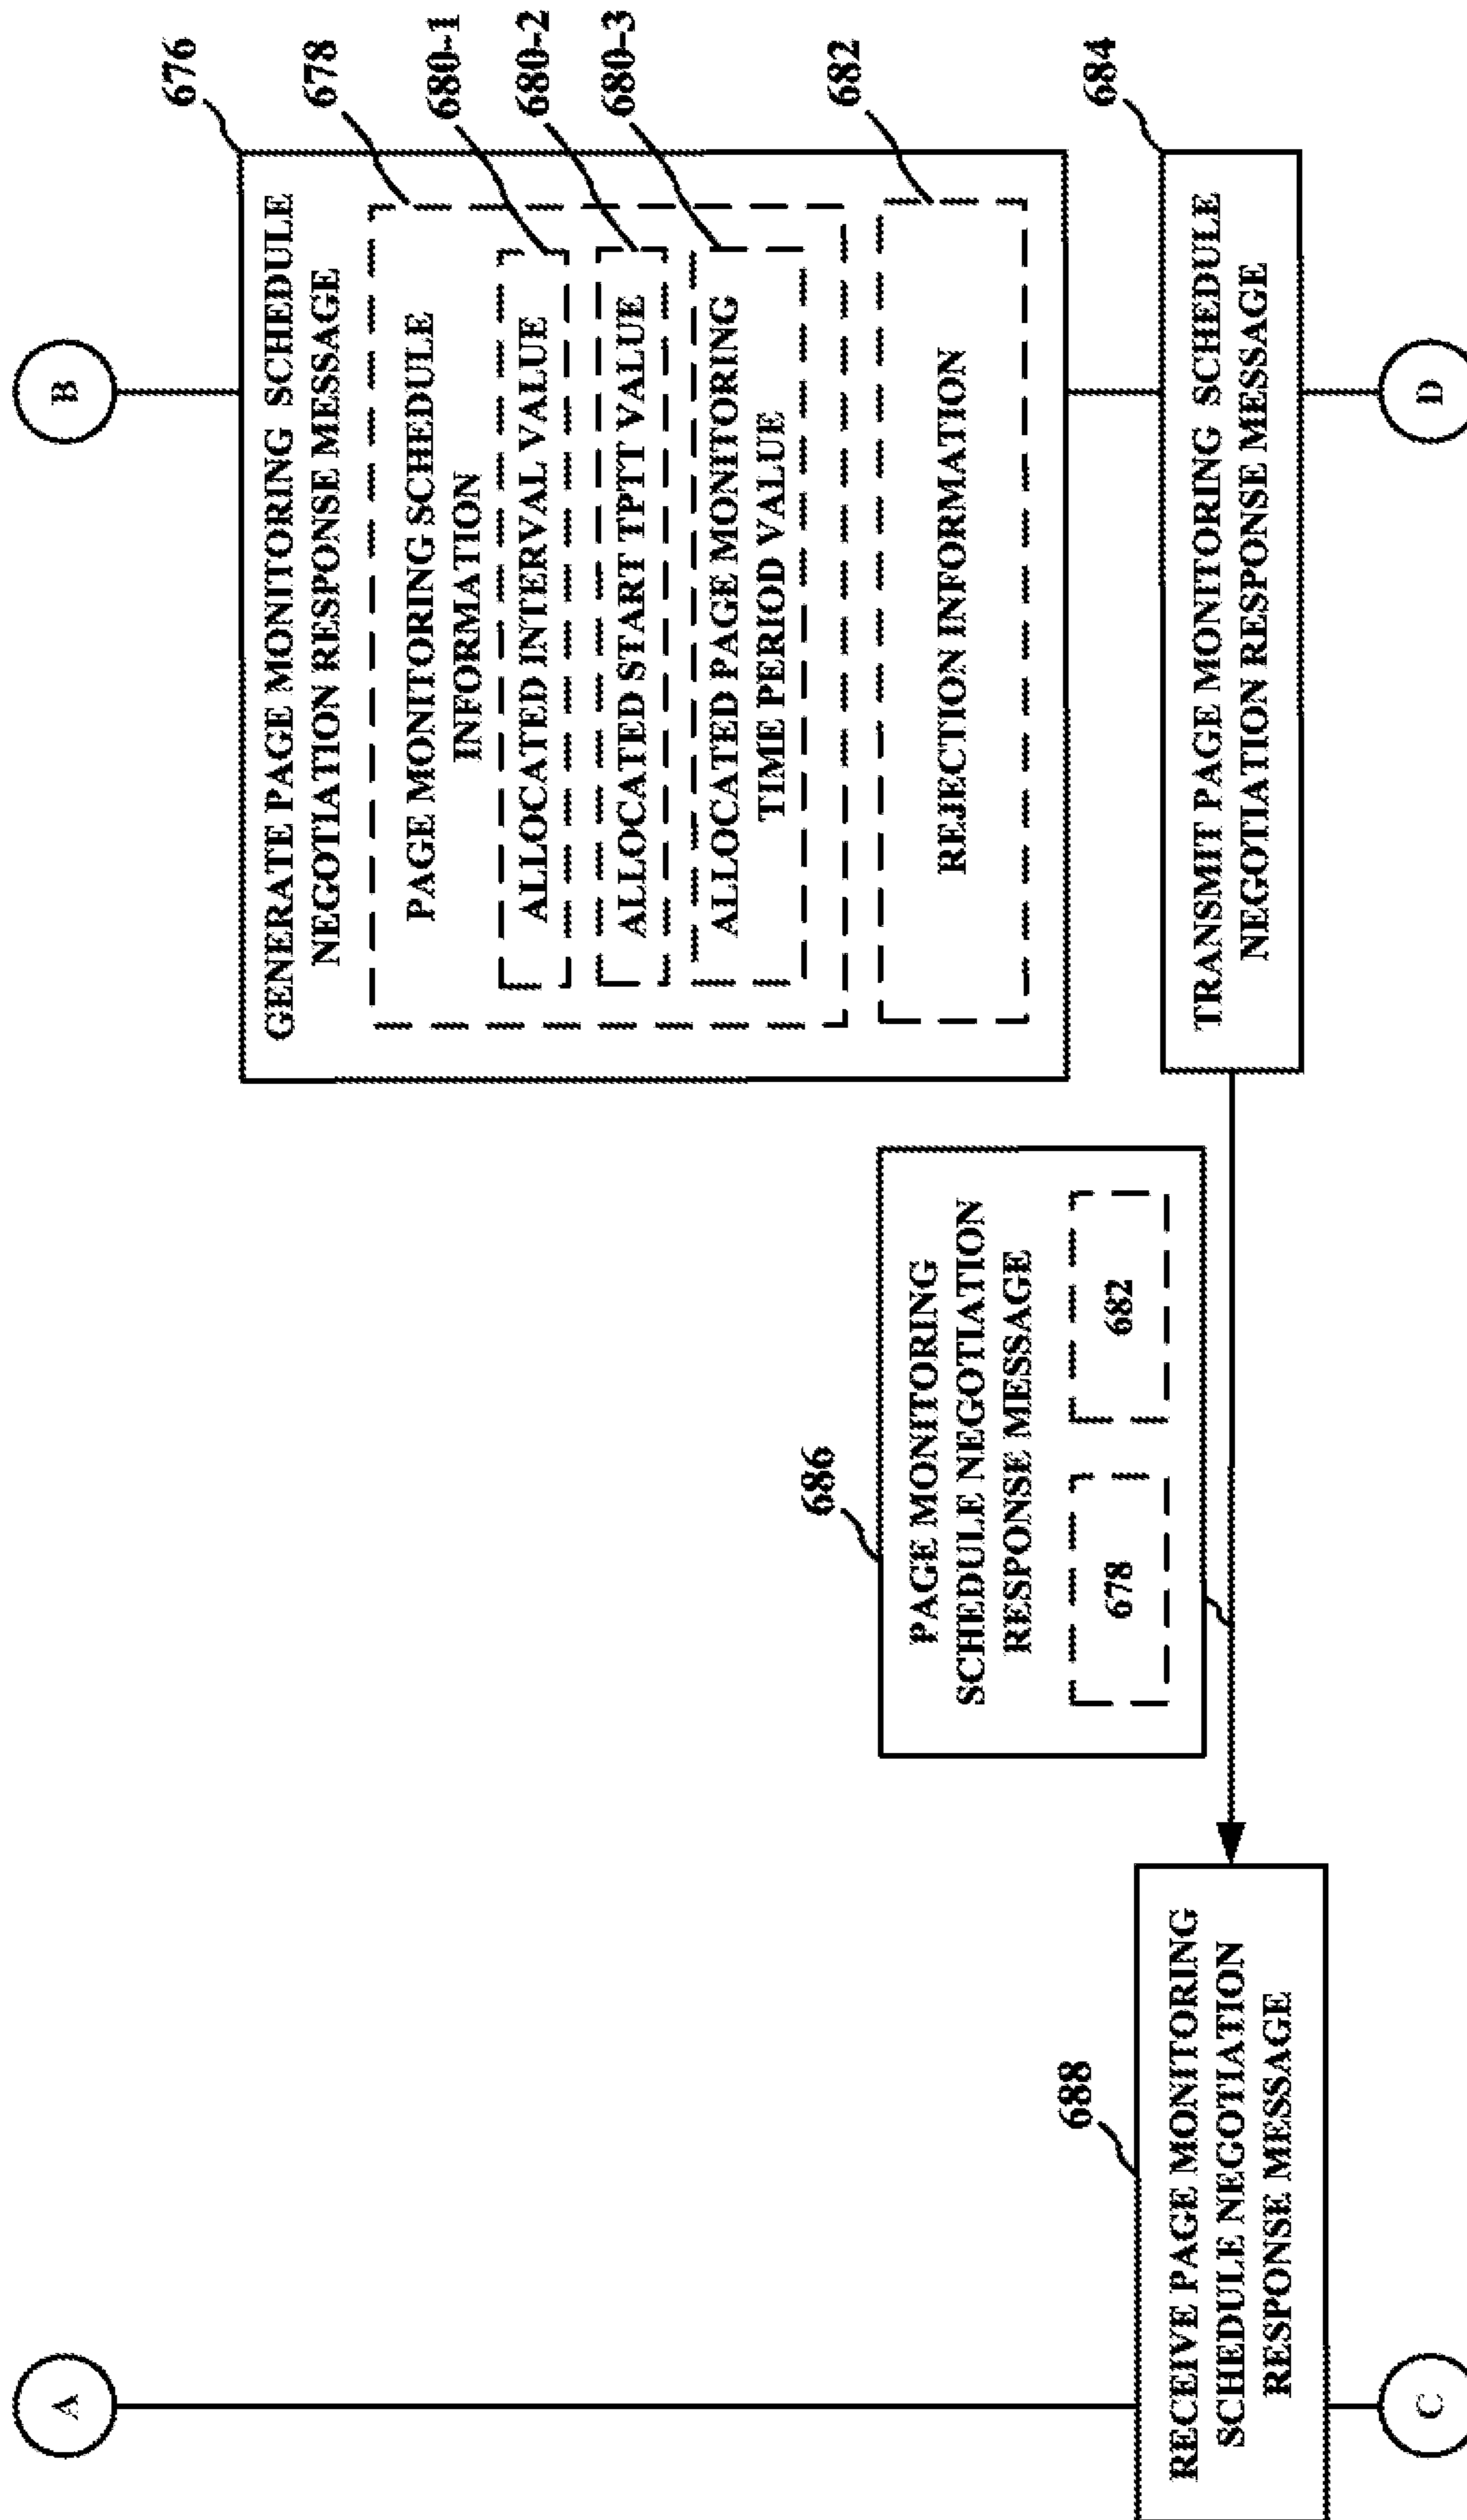 A
B
676
GENERATE PAGE MONITORING SCHEDULE
NEGOTIATION RESPONSE MESSAGE
678
PAGE MONITORING SCHEDULE
INFORMATION
680-1
ALLOCATED INTERVAL VALUE
680-2
ALLOCATED START TPTT VALUE
680-3
ALLOCATED PAGE MONITORING
TIME PERIOD VALUE
682
REJECTION INFORMATION
684
TRANSMIT PAGE MONITORING SCHEDULE
NEGOTIATION RESPONSE MESSAGE
686
PAGE MONITORING
SCHEDULE NEGOTIATION
RESPONSE MESSAGE
678
682
688
RECEIVE PAGE MONITORING
SCHEDULE NEGOTIATION
RESPONSE MESSAGE
C
D